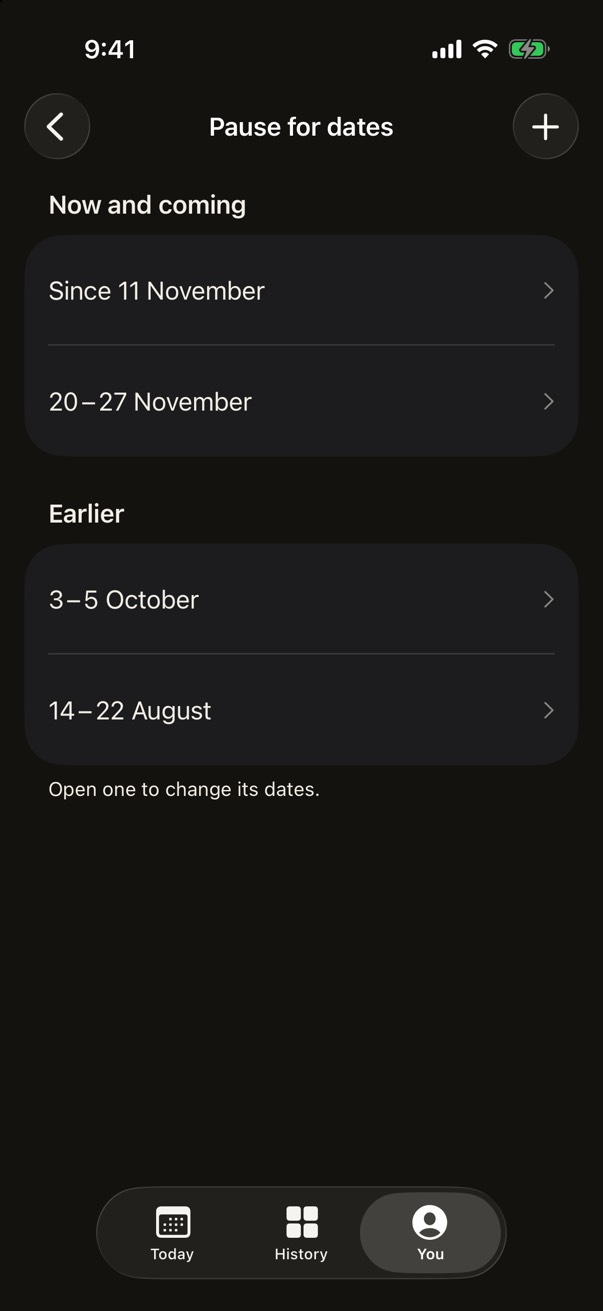 9:41
Pause for dates
Now and coming
Since 11 November
20 – 27 November
Earlier
3 – 5 October
14 – 22 August
Open one to change its dates.
Today
History
You